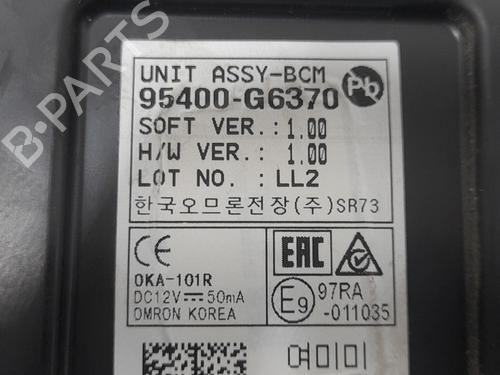 UNIT ASSY-BCM
95400-G6370
Pb
SOFT VER. : 1.00
H/W VER. : 1.00
LOT NO. : LL2
한국오므론전장(주)SR73
CE
EAC
OKA-101R
DC12V 50mA
OMRON KOREA
E9
97RA
-011035
여미미
B-PARTS